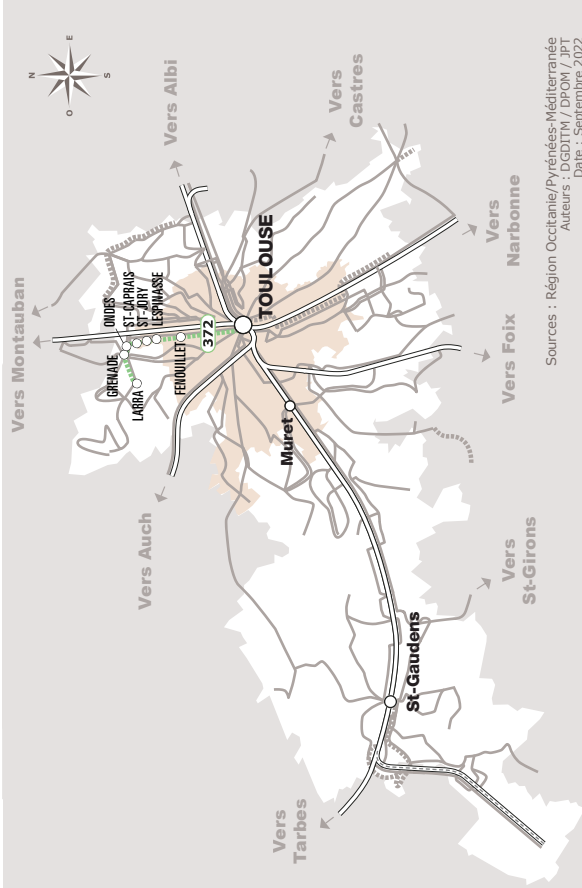 N
E
O
S
Vers Albi
Vers
Castres
Vers Montauban
ONDES
ST-CAPRAIS
ST-JORY
LESPINASSE
GRENADE
LARRA
FENOUILLET
372
TOULOUSE
Vers
Narbonne
Muret
Vers Foix
Vers Auch
Vers
St-Girons
St-Gaudens
Vers
Tarbes
Sources : Région Occitanie/Pyrénées-Méditerranée
Auteurs : DGDITM / DPOM / JPT
Date : Septembre 2022